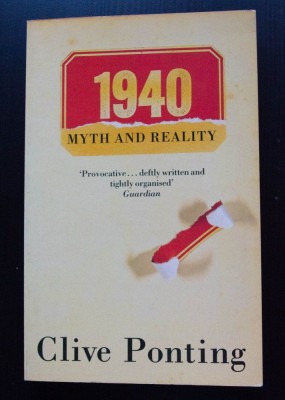 1940
MYTH AND REALITY
‘Provocative . . . deftly written and
tightly organised’
Guardian
Clive Ponting